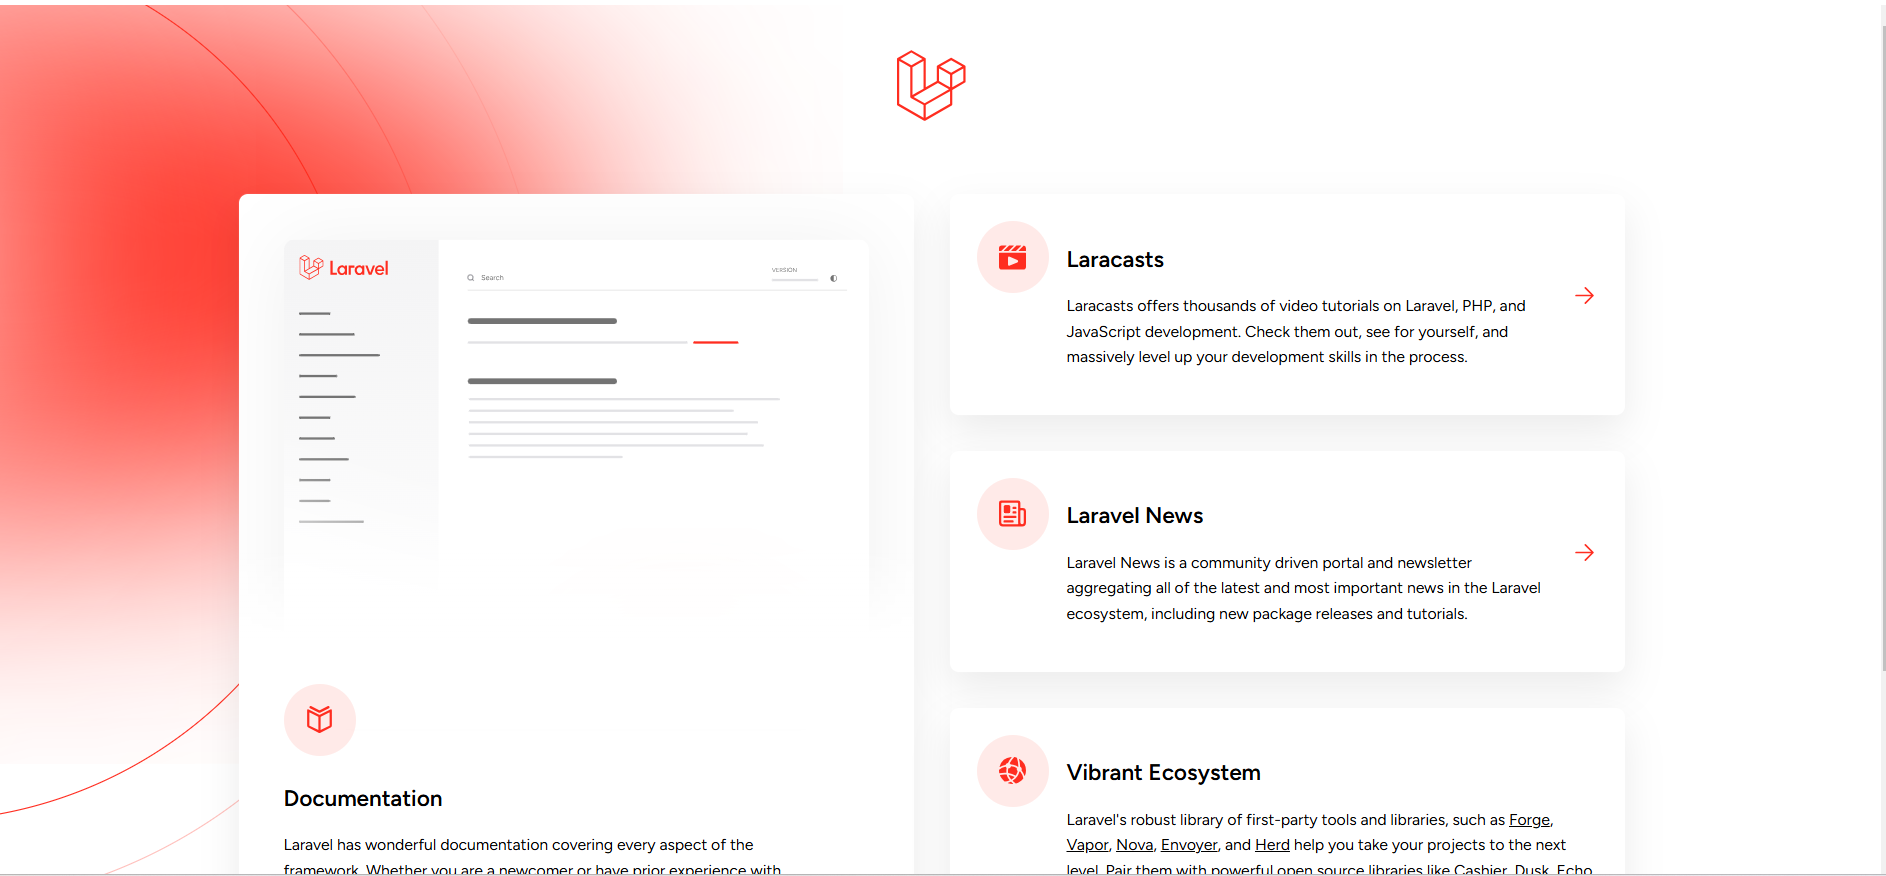 Laravel
Search
VERSION
Documentation
Laravel has wonderful documentation covering every aspect of the
framework. Whether you are a newcomer or have prior experience with
Laracasts
Laracasts offers thousands of video tutorials on Laravel, PHP, and
JavaScript development. Check them out, see for yourself, and
massively level up your development skills in the process.
Laravel News
Laravel News is a community driven portal and newsletter
aggregating all of the latest and most important news in the Laravel
ecosystem, including new package releases and tutorials.
Vibrant Ecosystem
Laravel's robust library of first-party tools and libraries, such as Forge,
Vapor, Nova, Envoyer, and Herd help you take your projects to the next
level. Pair them with powerful open source libraries like Cashier, Dusk, Echo,